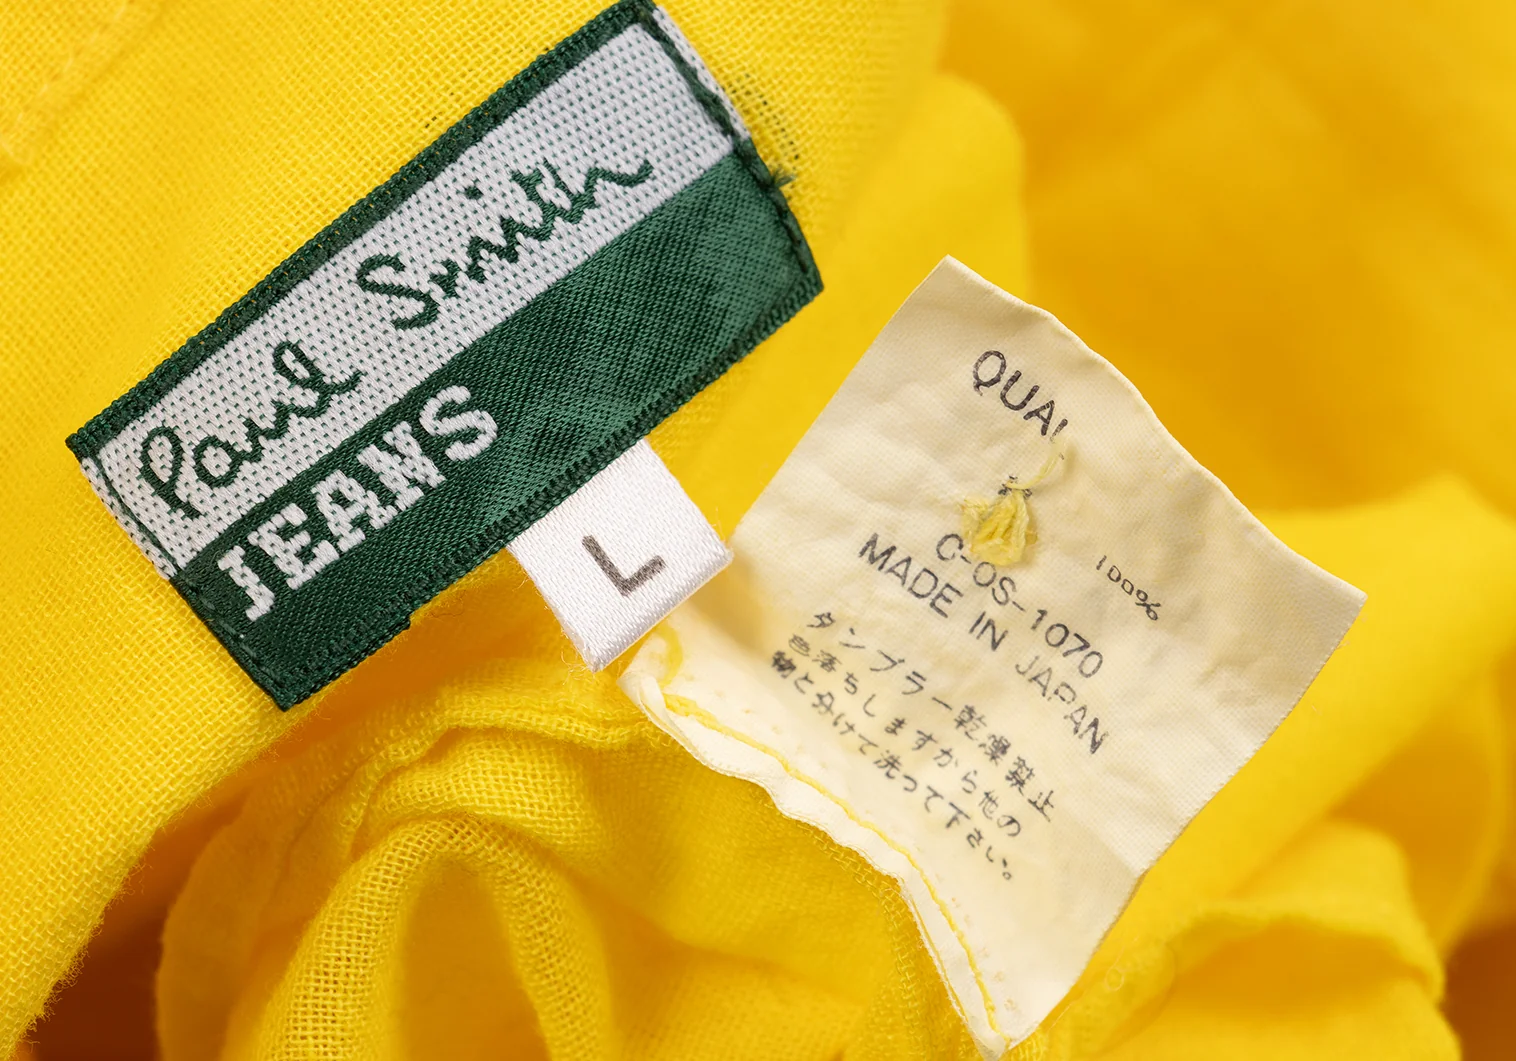 Paul Smith
JEANS
L
100%
C-OS-1070
MADE IN JAPAN
タンブラー乾燥禁止
色落ちしますから他の
物と分けて洗って下さい。